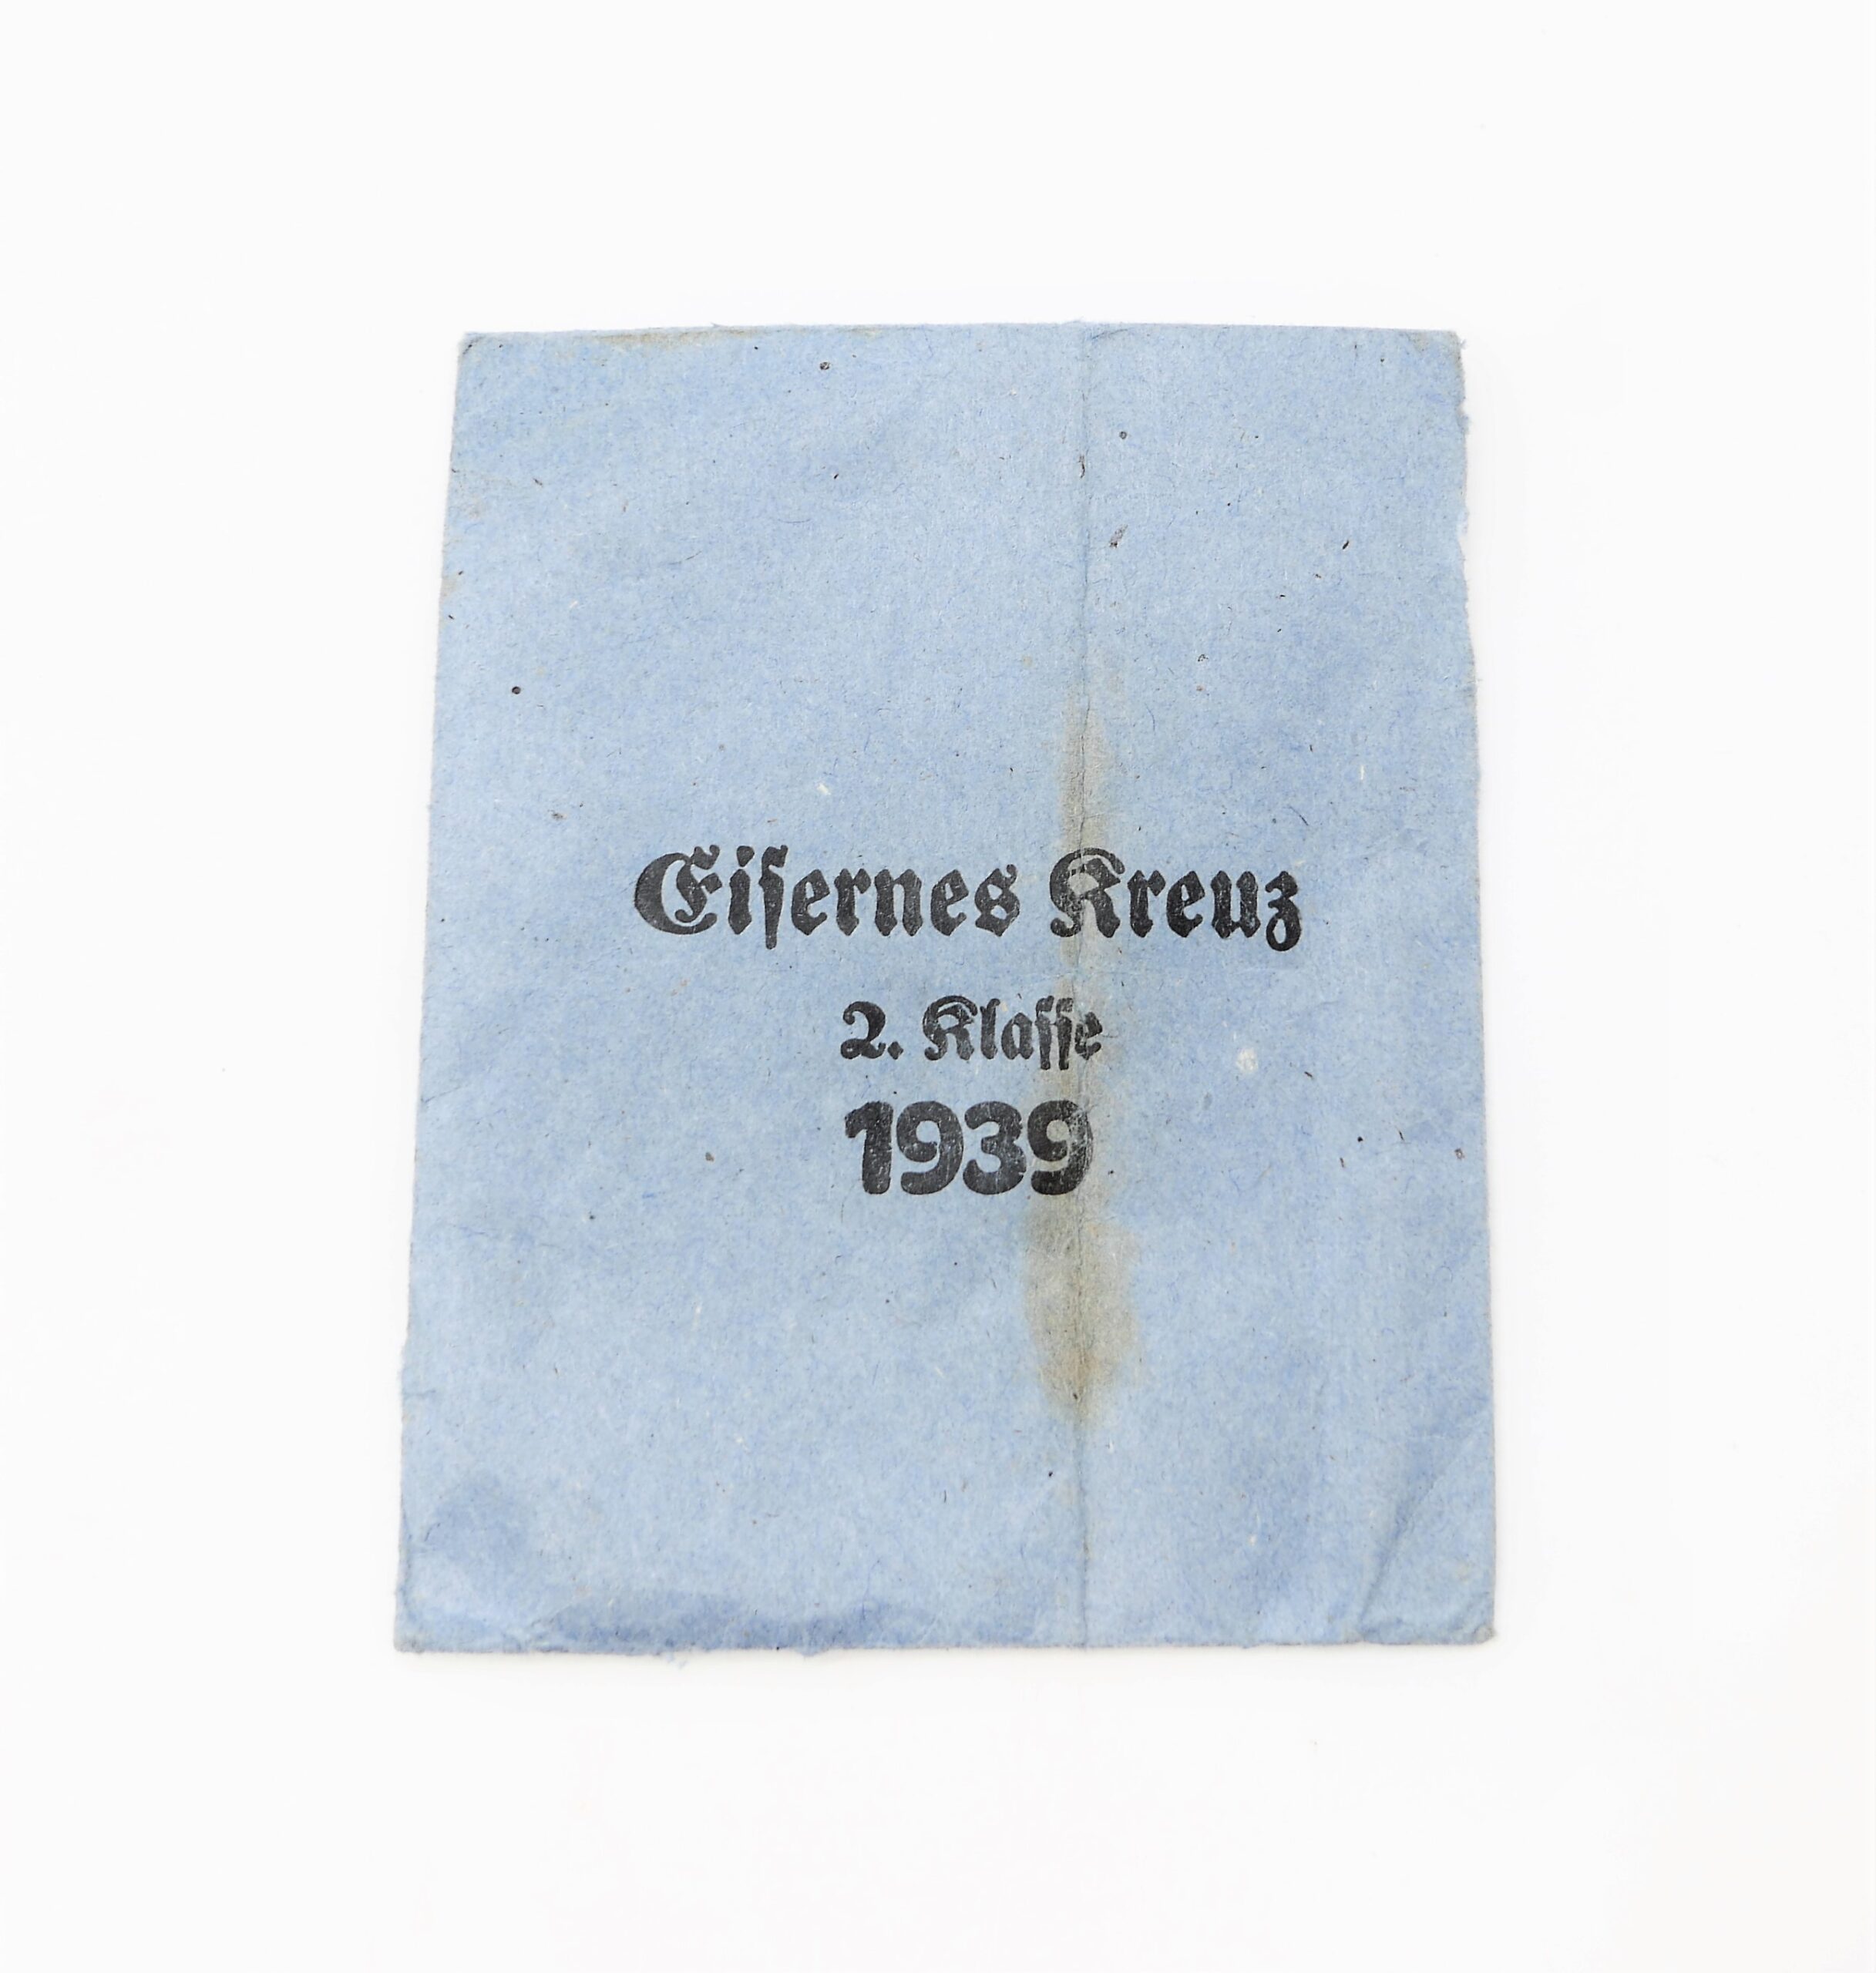 Eiſernes Kreuz
2. Klaſſe
1939